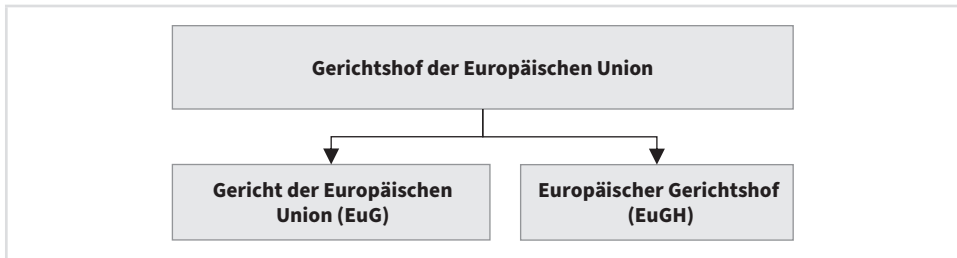 Gerichtshof der Europäischen Union
Gericht der Europäischen
Union (EuG)
Europäischer Gerichtshof
(EuGH)